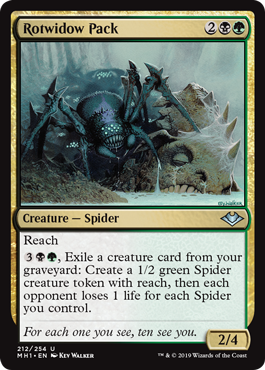 Rotwidow Pack 2
Creature — Spider
Reach
3, Exile a creature card from your
graveyard: Create a 1/2 green Spider
creature token with reach, then each
opponent loses 1 life for each Spider
you control.
For each one you see, ten see you.
2/4
212/254 U
MH1 • EN KEY WALKER
™ & © 2019 Wizards of the Coast